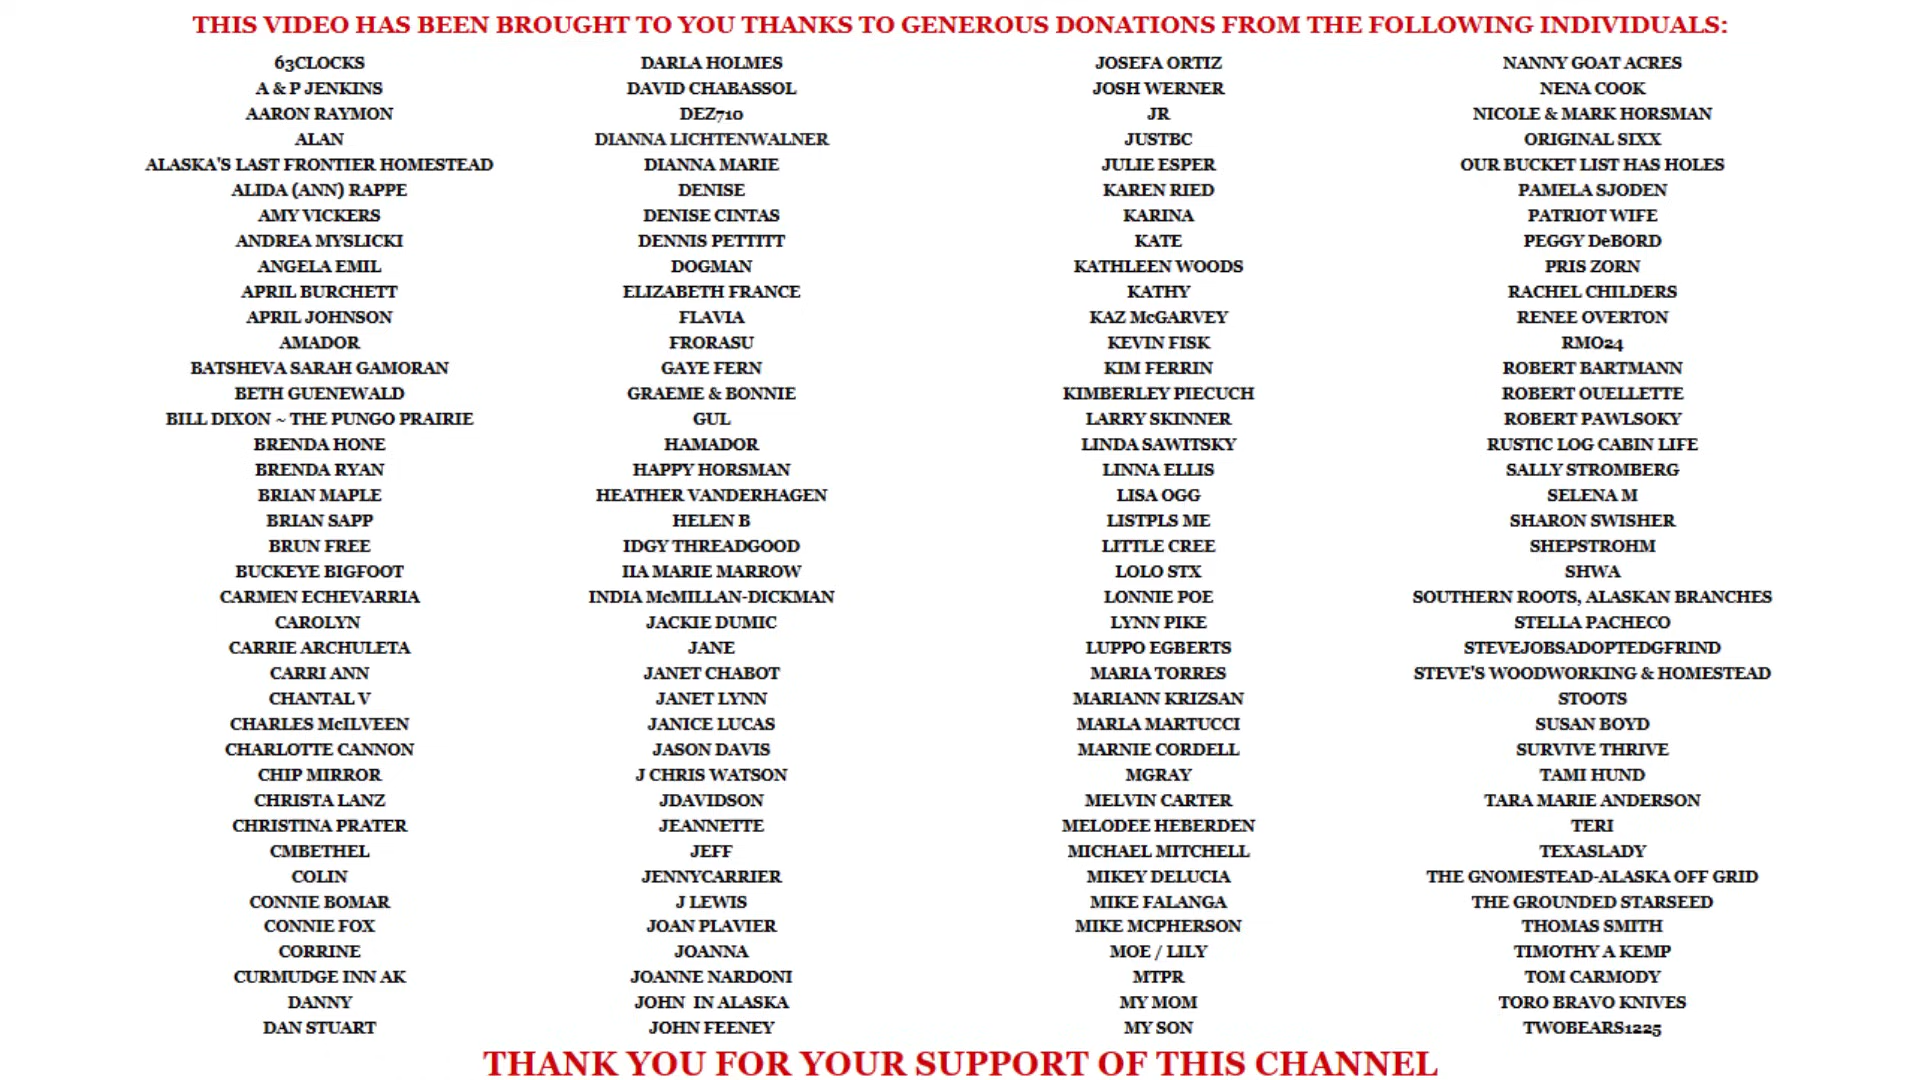 THIS VIDEO HAS BEEN BROUGHT TO YOU THANKS TO GENEROUS DONATIONS FROM THE FOLLOWING INDIVIDUALS:
63CLOCKS
A & P JENKINS
AARON RAYMON
ALAN
ALASKA'S LAST FRONTIER HOMESTEAD
ALIDA (ANN) RAPPE
AMY VICKERS
ANDREA MYSLICKI
ANGELA EMIL
APRIL BURCHETT
APRIL JOHNSON
AMADOR
BATSHEVA SARAH GAMORAN
BETH GUENEWALD
BILL DIXON ~ THE PUNGO PRAIRIE
BRENDA HONE
BRENDA RYAN
BRIAN MAPLE
BRIAN SAPP
BRUN FREE
BUCKEYE BIGFOOT
CARMEN ECHEVARRIA
CAROLYN
CARRIE ARCHULETA
CARRI ANN
CHANTAL V
CHARLES McILVEEN
CHARLOTTE CANNON
CHIP MIRROR
CHRISTA LANZ
CHRISTINA PRATER
CMBETHEL
COLIN
CONNIE BOMAR
CONNIE FOX
CORRINE
CURMUDGE INN AK
DANNY
DAN STUART
DARLA HOLMES
DAVID CHABASSOL
DEZ710
DIANNA LICHTENWALNER
DIANNA MARIE
DENISE
DENISE CINTAS
DENNIS PETTITT
DOGMAN
ELIZABETH FRANCE
FLAVIA
FRORASU
GAYE FERN
GRAEME & BONNIE
GUL
HAMADOR
HAPPY HORSMAN
HEATHER VANDERHAGEN
HELEN B
IDGY THREADGOOD
IIA MARIE MARROW
INDIA McMILLAN-DICKMAN
JACKIE DUMIC
JANE
JANET CHABOT
JANET LYNN
JANICE LUCAS
JASON DAVIS
J CHRIS WATSON
JDAVIDSON
JEANNETTE
JEFF
JENNYCARRIER
J LEWIS
JOAN PLAVIER
JOANNA
JOANNE NARDONI
JOHN IN ALASKA
JOHN FEENEY
JOSEFA ORTIZ
JOSH WERNER
JR
JUSTBC
JULIE ESPER
KAREN RIED
KARINA
KATE
KATHLEEN WOODS
KATHY
KAZ McGARVEY
KEVIN FISK
KIM FERRIN
KIMBERLEY PIECUCH
LARRY SKINNER
LINDA SAWITSKY
LINNA ELLIS
LISA OGG
LISTPLS ME
LITTLE CREE
LOLO STX
LONNIE POE
LYNN PIKE
LUPPO EGBERTS
MARIA TORRES
MARIANN KRIZSAN
MARLA MARTUCCI
MARNIE CORDELL
MGRAY
MELVIN CARTER
MELODEE HEBERDEN
MICHAEL MITCHELL
MIKEY DELUCIA
MIKE FALANGA
MIKE MCPHERSON
MOE / LILY
MTPR
MY MOM
MY SON
NANNY GOAT ACRES
NENA COOK
NICOLE & MARK HORSMAN
ORIGINAL SIXX
OUR BUCKET LIST HAS HOLES
PAMELA SJODEN
PATRIOT WIFE
PEGGY DeBORD
PRIS ZORN
RACHEL CHILDERS
RENEE OVERTON
RMO24
ROBERT BARTMANN
ROBERT OUELLETTE
ROBERT PAWLSOKY
RUSTIC LOG CABIN LIFE
SALLY STROMBERG
SELENA M
SHARON SWISHER
SHEPSTROHM
SHWA
SOUTHERN ROOTS, ALASKAN BRANCHES
STELLA PACHECO
STEVEJOBSADOPTEDGFRIND
STEVE'S WOODWORKING & HOMESTEAD
STOOTS
SUSAN BOYD
SURVIVE THRIVE
TAMI HUND
TARA MARIE ANDERSON
TERI
TEXASLADY
THE GNOMESTEAD-ALASKA OFF GRID
THE GROUNDED STARSEED
THOMAS SMITH
TIMOTHY A KEMP
TOM CARMODY
TORO BRAVO KNIVES
TWOBEARS1225
THANK YOU FOR YOUR SUPPORT OF THIS CHANNEL